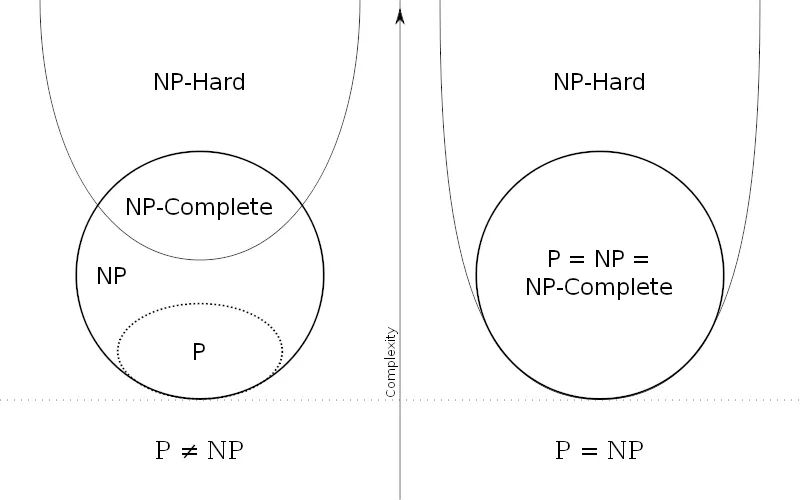 NP-Hard
NP-Complete
NP
P
P ≠ NP
Complexity
NP-Hard
P = NP =
NP-Complete
P = NP